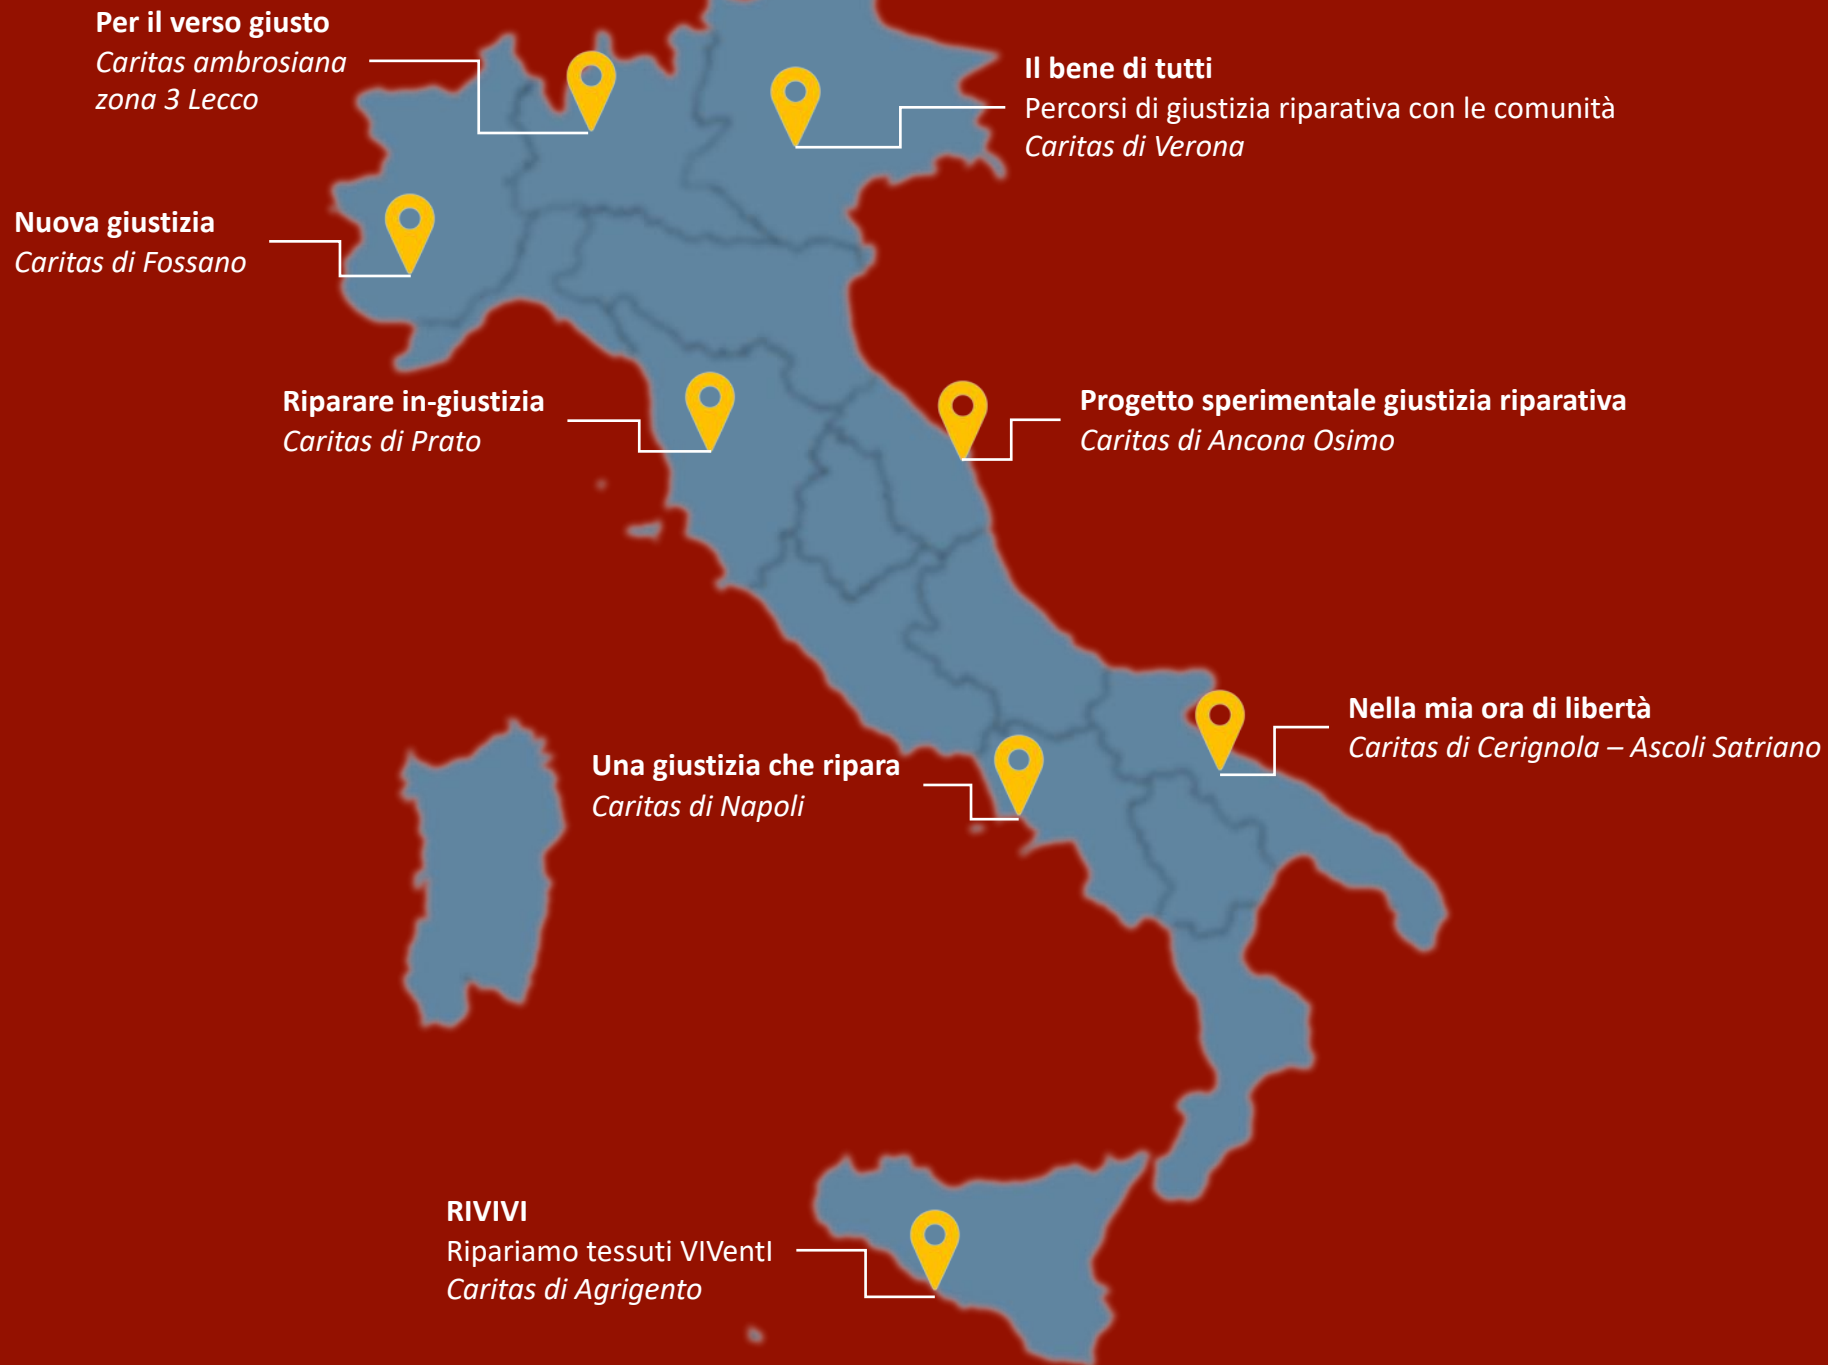 Per il verso giusto
Caritas ambrosiana
zona 3 Lecco
Il bene di tutti
Percorsi di giustizia riparativa con le comunità
Caritas di Verona
Nuova giustizia
Caritas di Fossano
Riparare in-giustizia
Caritas di Prato
Progetto sperimentale giustizia riparativa
Caritas di Ancona Osimo
Nella mia ora di libertà
Caritas di Cerignola – Ascoli Satriano
Una giustizia che ripara
Caritas di Napoli
RIVIVI
Ripariamo tessuti VIVentI
Caritas di Agrigento